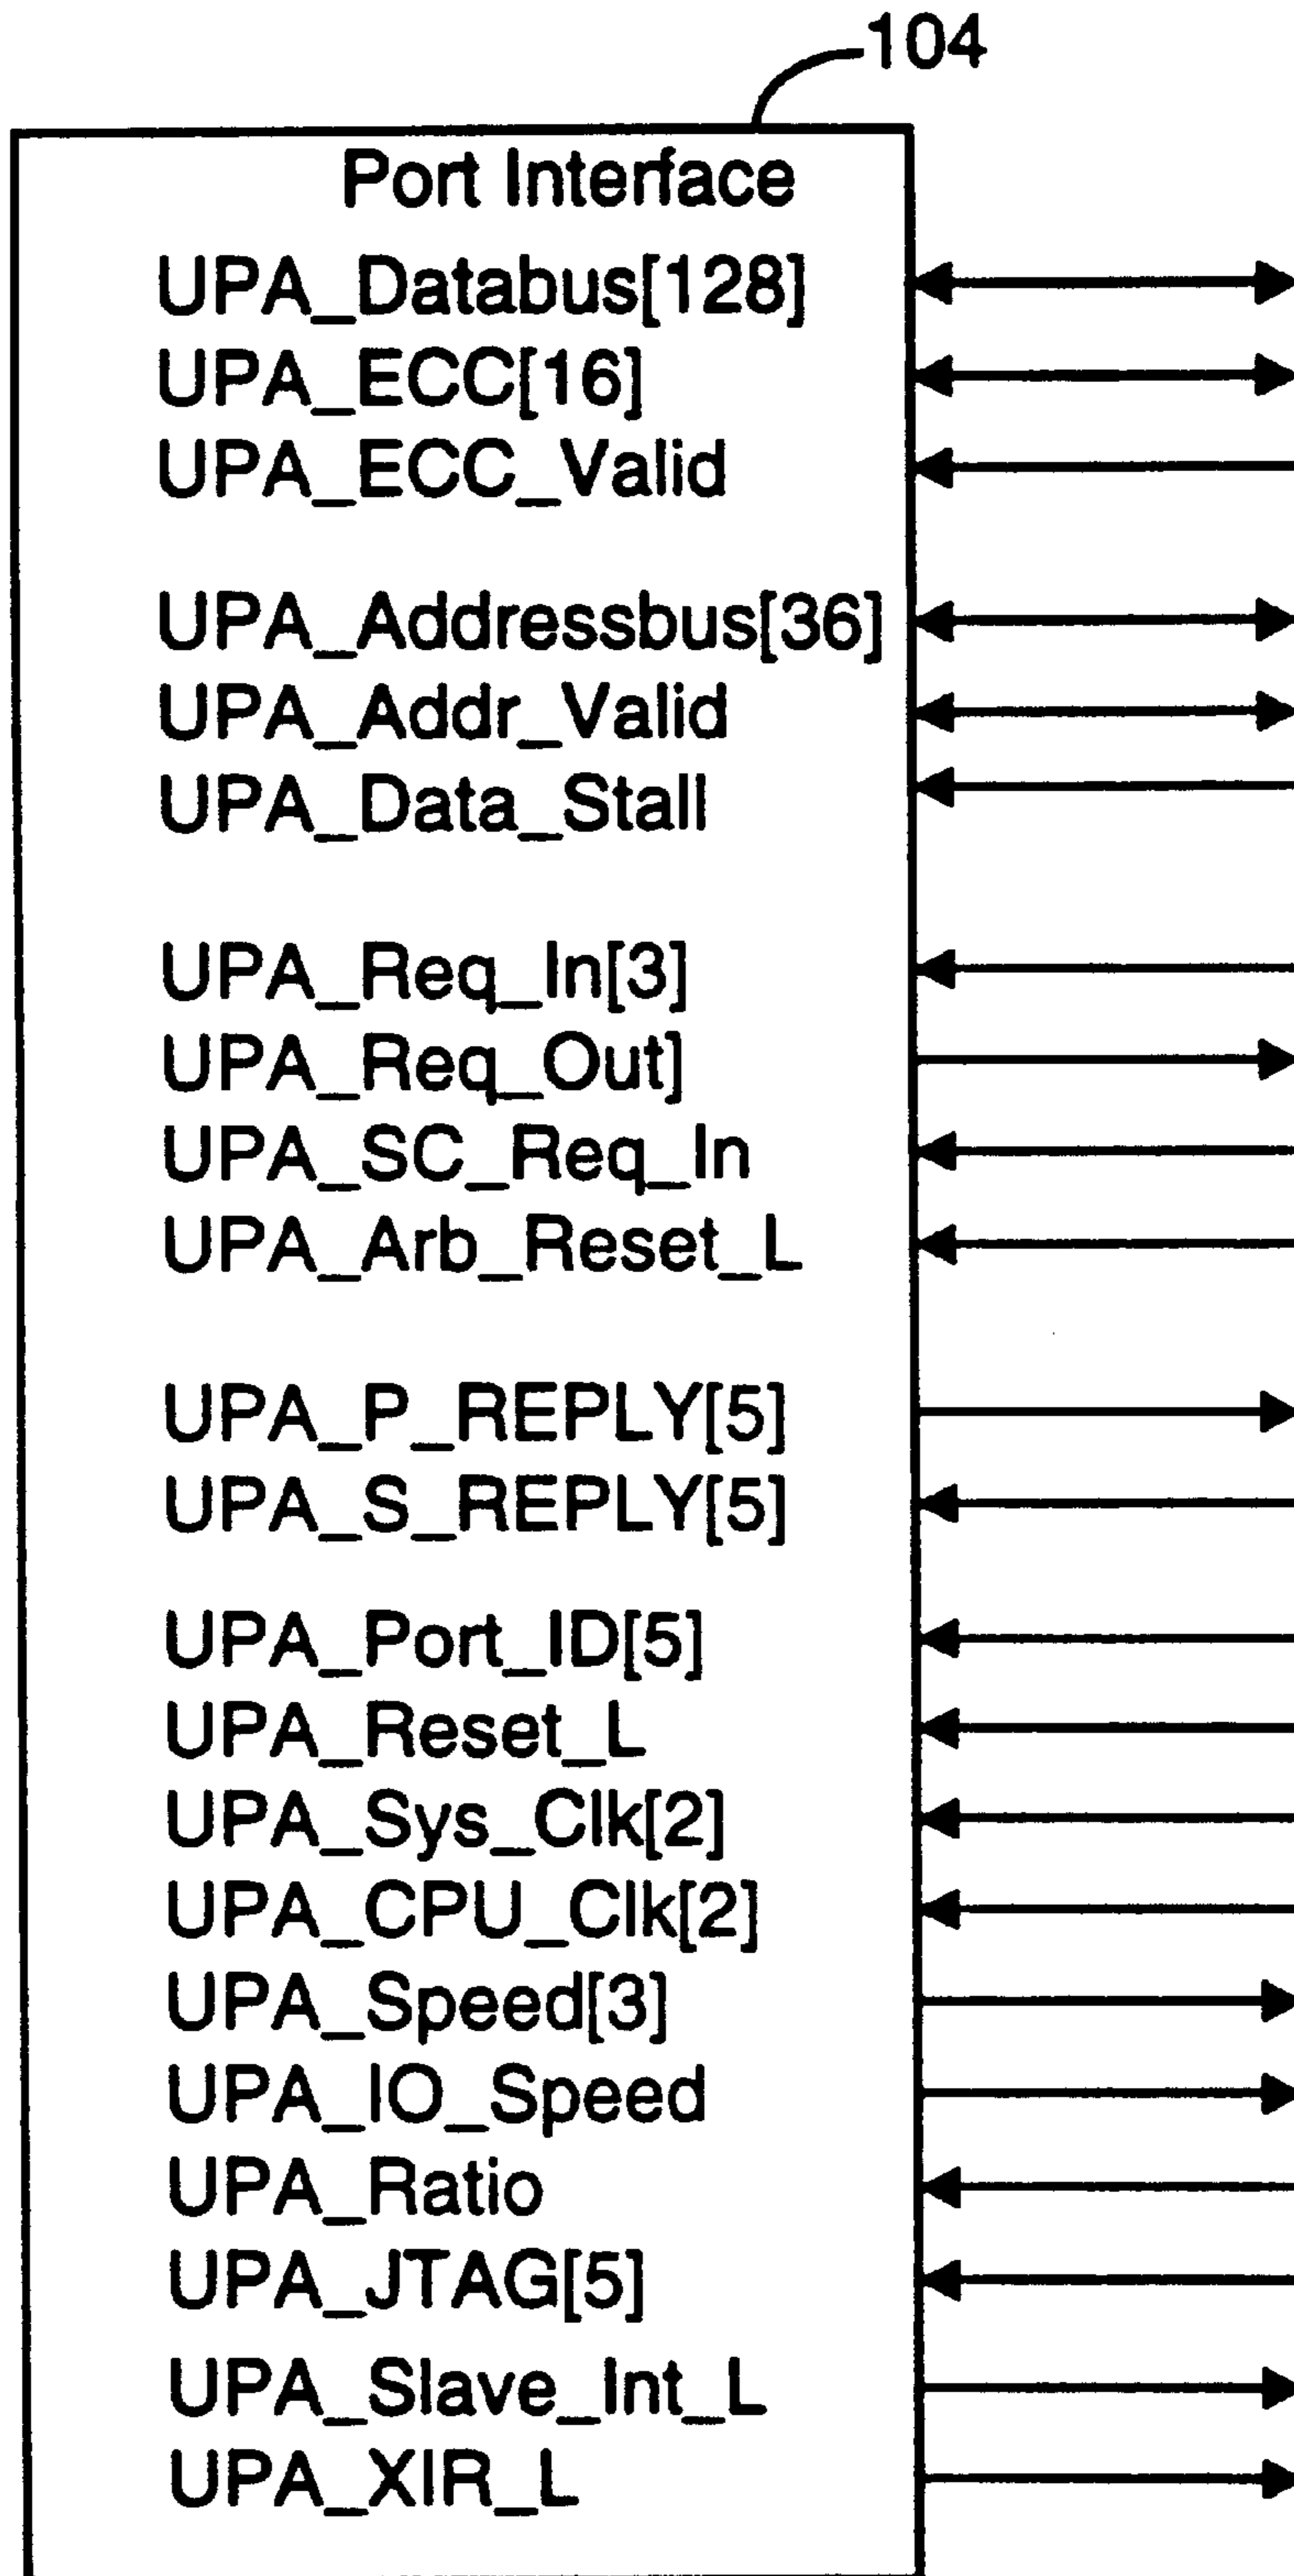 104
Port Interface
UPA_Databus[128]
UPA_ECC[16]
UPA_ECC_Valid
UPA_Addressbus[36]
UPA_Addr_Valid
UPA_Data_Stall
UPA_Req_In[3]
UPA_Req_Out]
UPA_SC_Req_In
UPA_Arb_Reset_L
UPA_P_REPLY[5]
UPA_S_REPLY[5]
UPA_Port_ID[5]
UPA_Reset_L
UPA_Sys_Clk[2]
UPA_CPU_Clk[2]
UPA_Speed[3]
UPA_IO_Speed
UPA_Ratio
UPA_JTAG[5]
UPA_Slave_Int_L
UPA_XIR_L